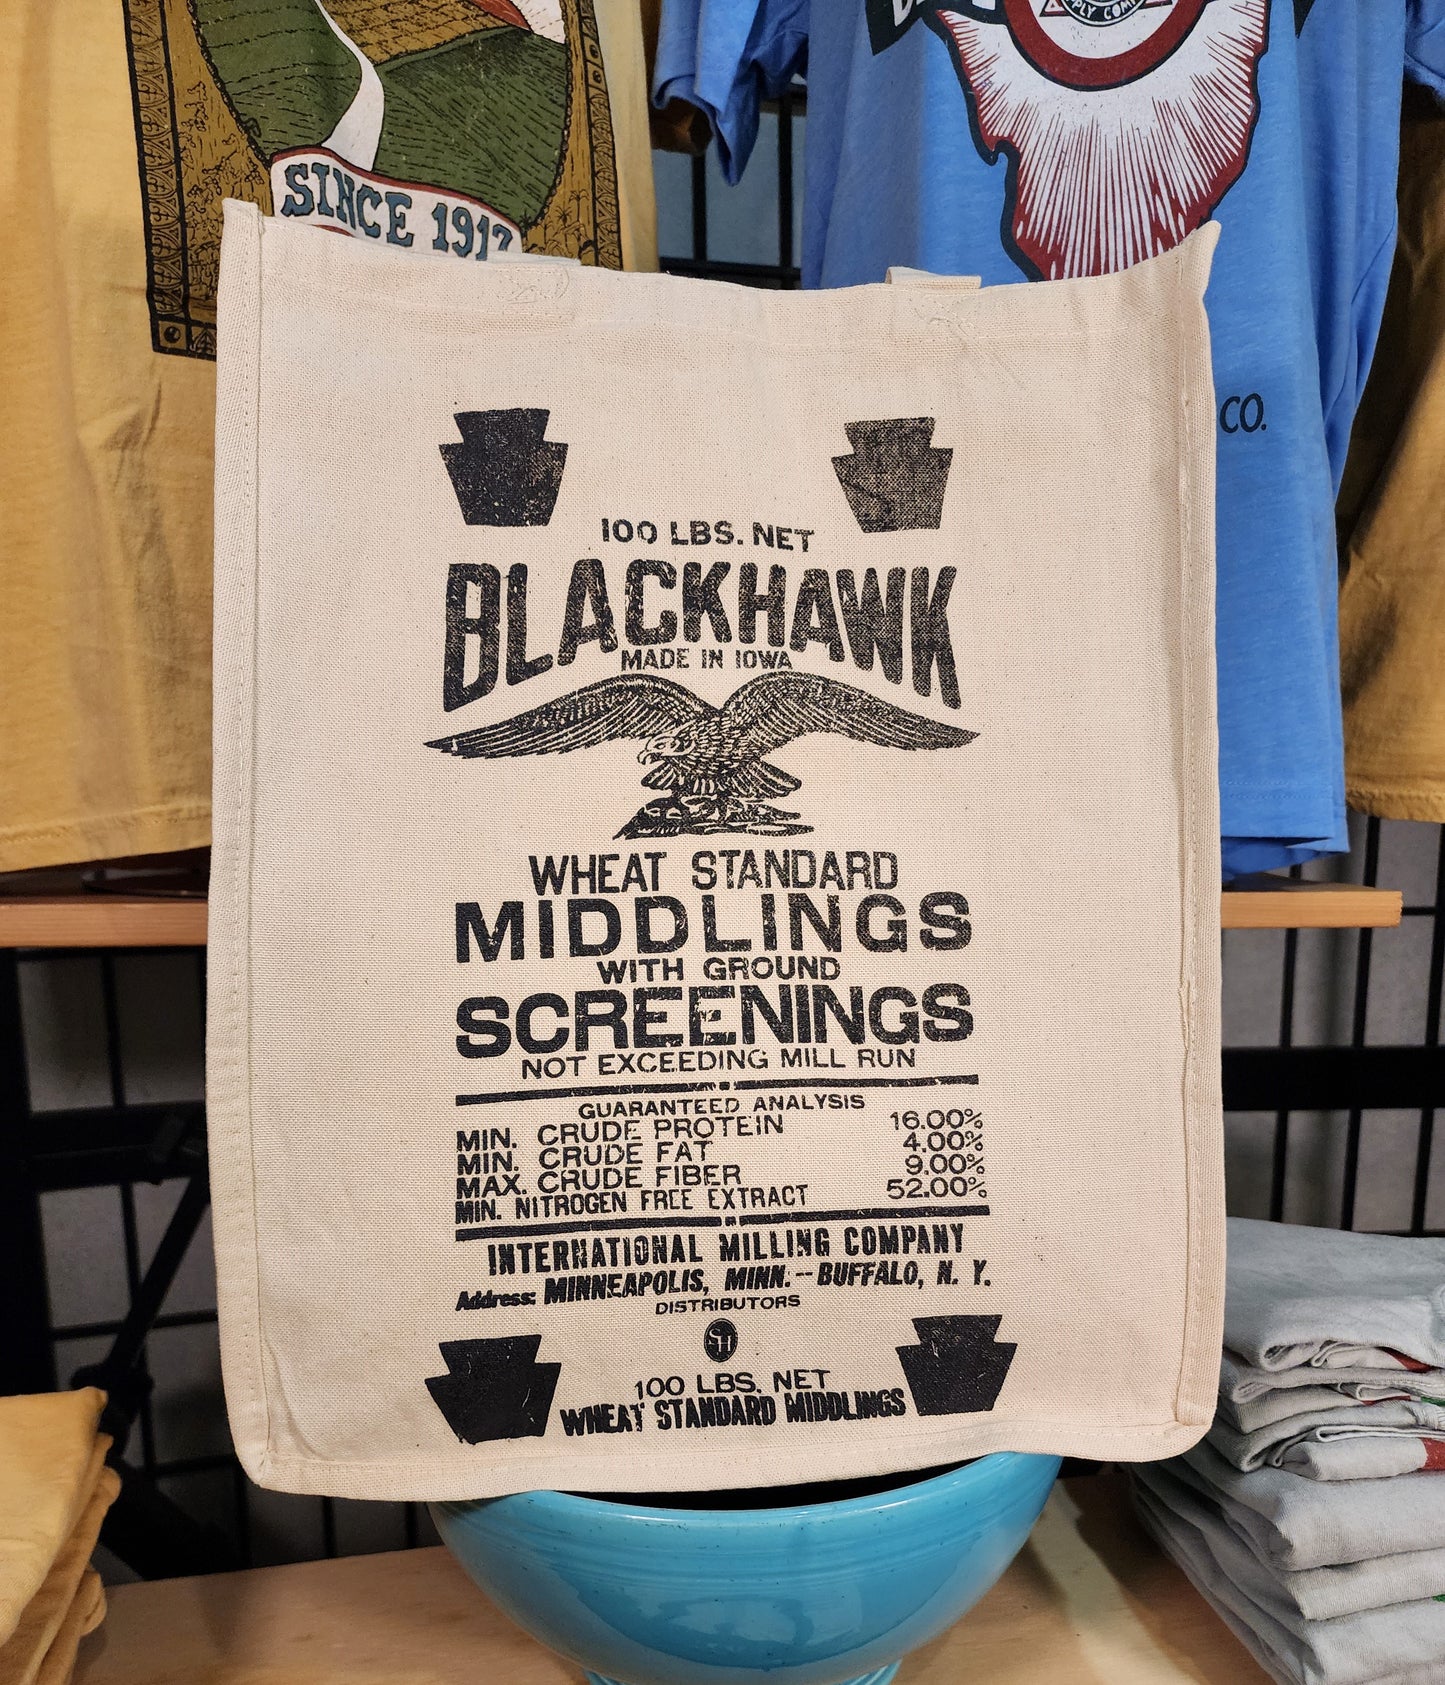 SINCE 1917
PLY COMP
CO.
100 LBS. NET
BLACKHAWK
MADE IN IOWA
WHEAT STANDARD
MIDDLINGS
WITH GROUND
SCREENINGS
NOT EXCEEDING MILL RUN
GUARANTEED ANALYSIS
MIN. CRUDE PROTEIN 16.00%
MIN. CRUDE FAT 4.00%
MAX. CRUDE FIBER 9.00%
MIN. NITROGEN FREE EXTRACT 52.00%
INTERNATIONAL MILLING COMPANY
Address: MINNEAPOLIS, MINN.--BUFFALO, N. Y.
DISTRIBUTORS
SH
100 LBS. NET
WHEAT STANDARD MIDDLINGS